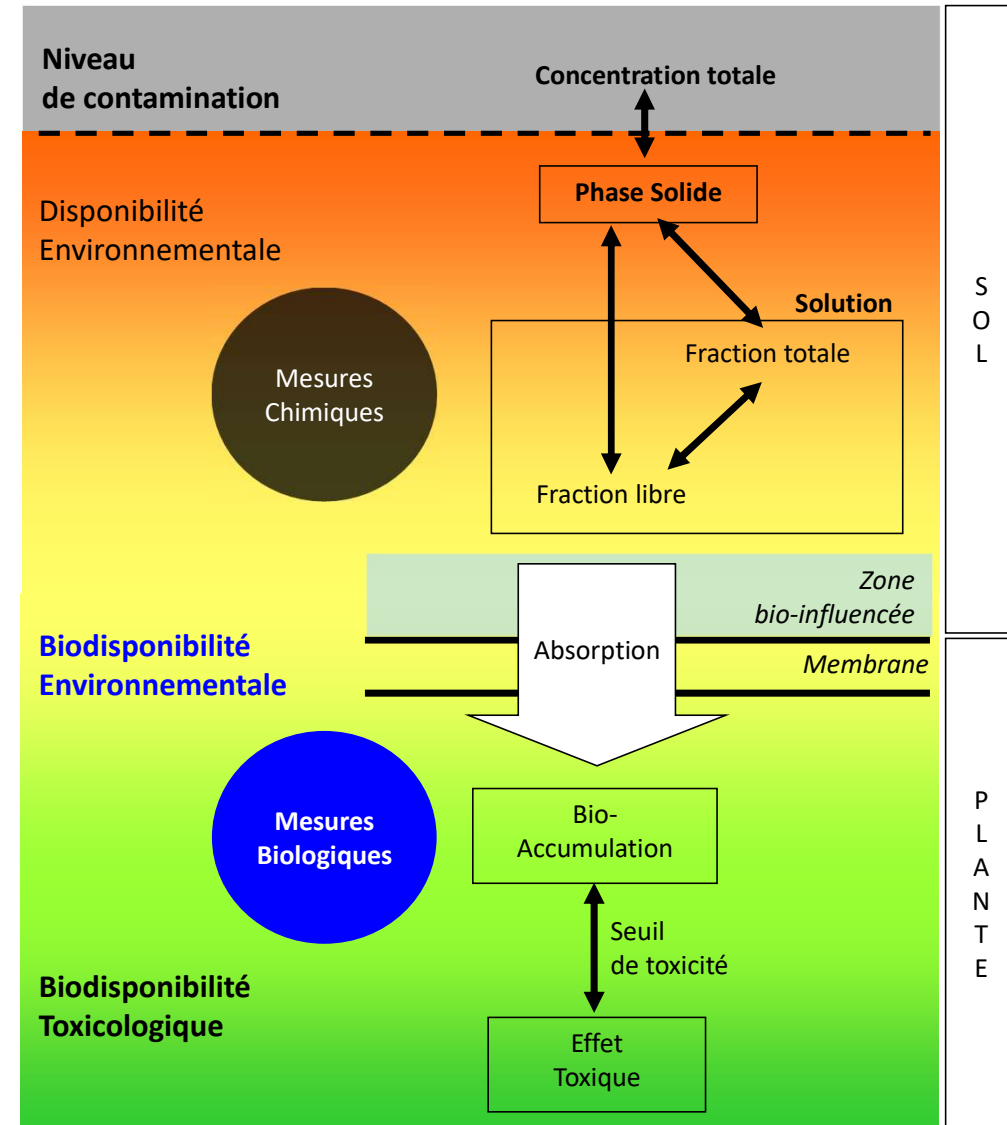 Niveau
de contamination
Concentration totale
Phase Solide
Disponibilité
Environnementale
Solution
Fraction totale
Mesures
Chimiques
Fraction libre
Zone
bio-influencée
Biodisponibilité
Environnementale
Absorption
Membrane
Mesures
Biologiques
Bio-
Accumulation
Seuil
de toxicité
Biodisponibilité
Toxicologique
Effet
Toxique
S
O
L
P
L
A
N
T
E